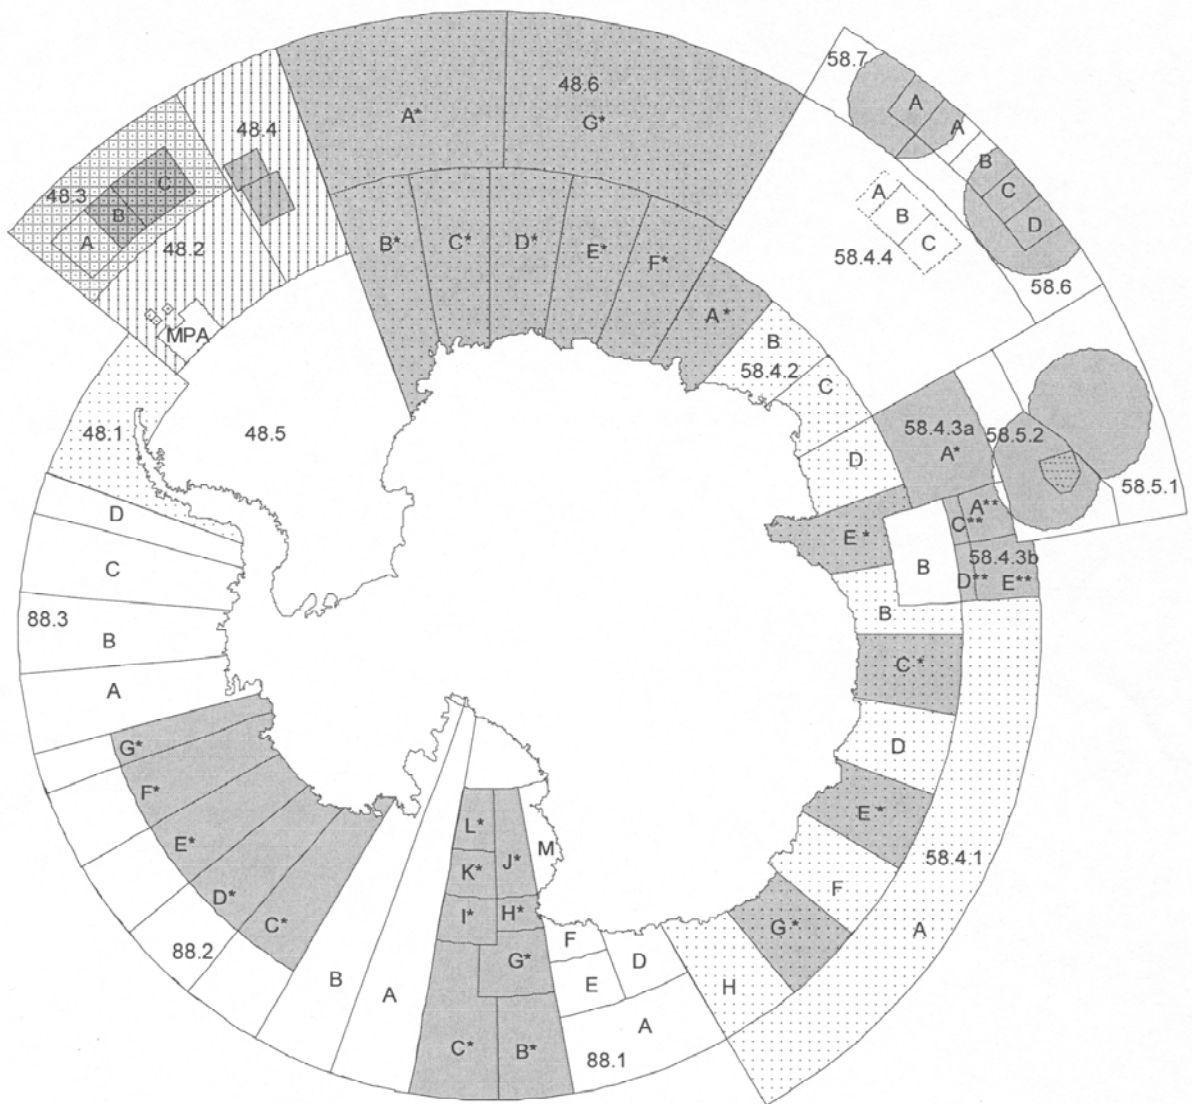 58.7
48.6
A*
G*
A
A
48.4
B
C
48.3
C
D
A
B
B
A
48.2
C
B*
C*
D*
E*
F*
58.4.4
58.6
A*
MPA
B
58.4.2
C
48.1
48.5
58.4.3a
58.5.2
A*
D
58.5.1
D
A**
C**
E*
58.4.3b
C
B
D**
E**
88.3
B
B
C*
A
G*
D
F*
E*
L*
E*
M
J*
58.4.1
K*
F
D*
I*
H*
C*
G*
A
F
88.2
G*
D
B
E
H
A
A
C*
B*
88.1